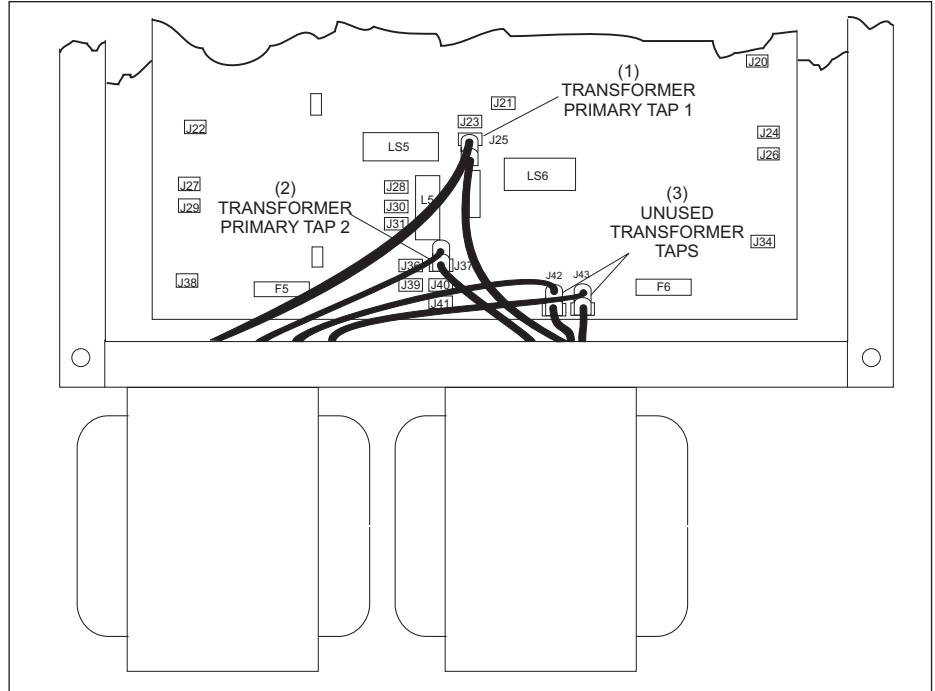 J20
(1)
TRANSFORMER
PRIMARY TAP 1
J21
J23
J22
J24
J25
LS5
J26
LS6
J27
J28
L5
(2)
TRANSFORMER
PRIMARY TAP 2
J29
J30
J31
(3)
UNUSED
TRANSFORMER
TAPS
J34
J36
J37
J38
J39
J40
J42
J43
F5
F6
J41